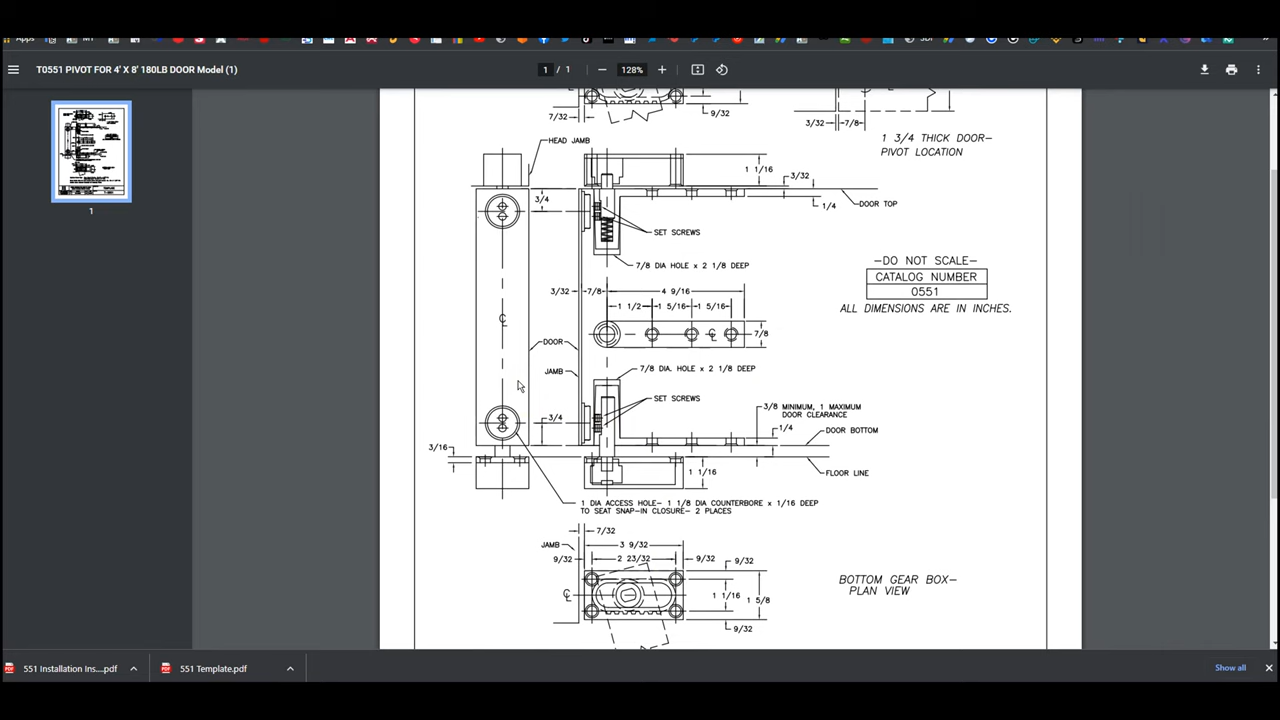 Apps
MY
SDI
T0551 PIVOT FOR 4' X 8' 180LB DOOR Model (1)
1 / 1
128%
1
9/32
7/32
3/32
7/8
1 3/4 THICK DOOR-
PIVOT LOCATION
HEAD JAMB
1 1/16
3/32
3/4
1/4
DOOR TOP
SET SCREWS
7/8 DIA HOLE x 2 1/8 DEEP
-DO NOT SCALE-
CATALOG NUMBER
0551
ALL DIMENSIONS ARE IN INCHES.
3/32
7/8
4 9/16
1 1/2
1 5/16
1 5/16
℄
℄
7/8
DOOR
JAMB
7/8 DIA. HOLE x 2 1/8 DEEP
SET SCREWS
3/8 MINIMUM, 1 MAXIMUM
DOOR CLEARANCE
3/4
1/4
DOOR BOTTOM
3/16
1 1/16
FLOOR LINE
1 DIA ACCESS HOLE- 1 1/8 DIA COUNTERBORE x 1/16 DEEP
TO SEAT SNAP-IN CLOSURE- 2 PLACES
7/32
JAMB
3 9/32
9/32
2 23/32
9/32
9/32
℄
1 1/16
1 5/8
9/32
BOTTOM GEAR BOX-
PLAN VIEW
551 Installation Ins....pdf
551 Template.pdf
Show all